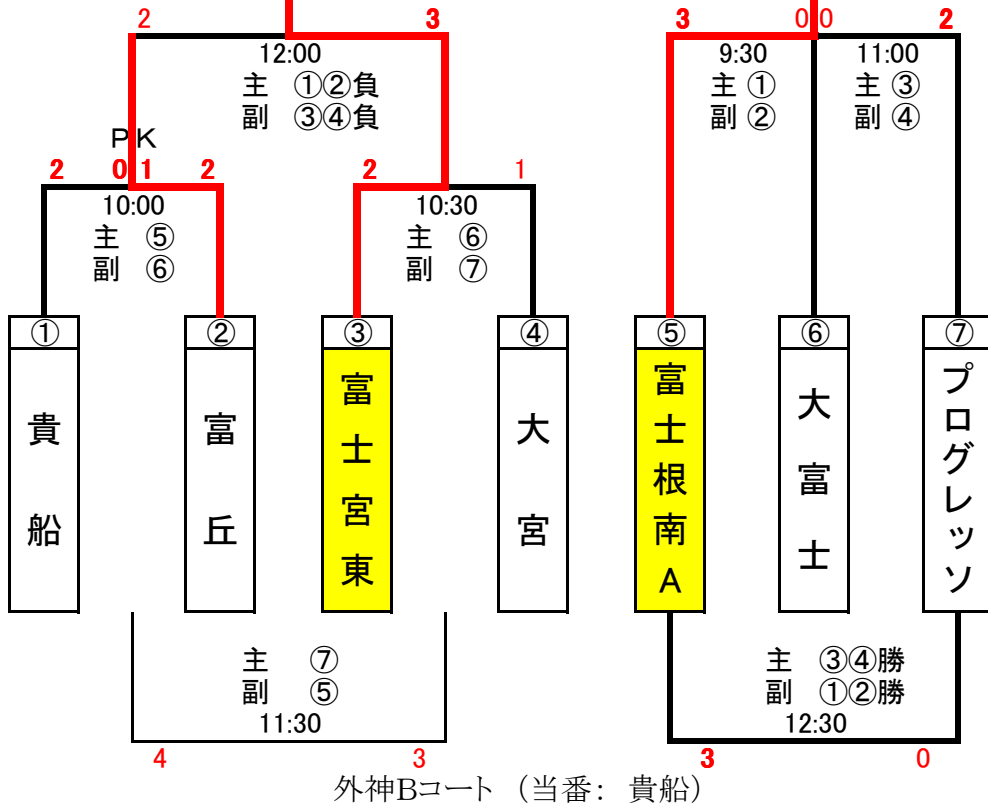 2 3 3 0 0 2
12:00 9:30 11:00
主 ①②負 主 ① 主 ③
副 ③④負 副 ② 副 ④
PK
2 0 1 2 2 1
10:00 10:30
主 ⑤ 主 ⑥
副 ⑥ 副 ⑦
① ② ③ ④ ⑤ ⑥ ⑦
貴船
富丘
富士宮東
大宮
富士根南A
大富士
プログレッソ
主 ⑦ 主 ③④勝
副 ⑤ 副 ①②勝
11:30 12:30
4 3 3 0
外神Bコート (当番: 貴船)